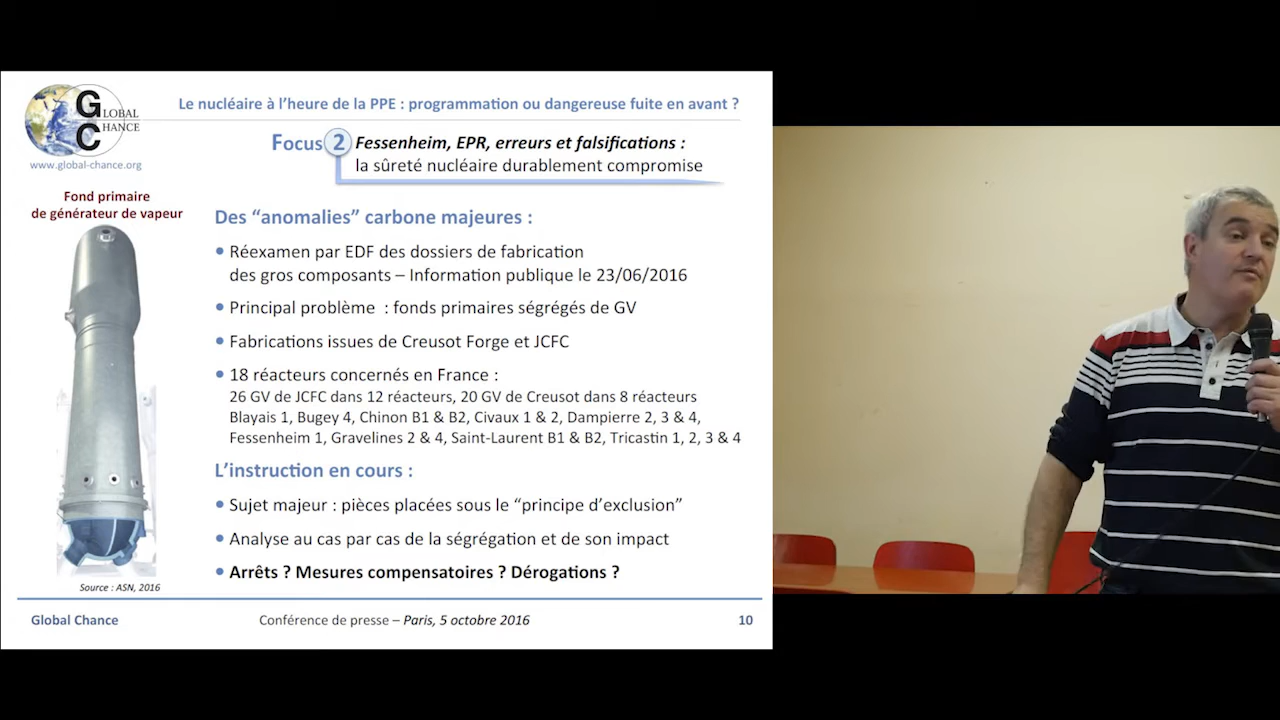 GLOBAL
CHANCE
www.global-chance.org
Le nucléaire à l'heure de la PPE : programmation ou dangereuse fuite en avant ?
Focus 2 Fessenheim, EPR, erreurs et falsifications :
la sûreté nucléaire durablement compromise
Fond primaire
de générateur de vapeur
Source : ASN, 2016
Des “anomalies” carbone majeures :
• Réexamen par EDF des dossiers de fabrication
des gros composants – Information publique le 23/06/2016
• Principal problème : fonds primaires ségrégés de GV
• Fabrications issues de Creusot Forge et JCFC
• 18 réacteurs concernés en France :
26 GV de JCFC dans 12 réacteurs, 20 GV de Creusot dans 8 réacteurs
Blayais 1, Bugey 4, Chinon B1 & B2, Civaux 1 & 2, Dampierre 2, 3 & 4,
Fessenheim 1, Gravelines 2 & 4, Saint-Laurent B1 & B2, Tricastin 1, 2, 3 & 4
L'instruction en cours :
• Sujet majeur : pièces placées sous le “principe d'exclusion”
• Analyse au cas par cas de la ségrégation et de son impact
• Arrêts ? Mesures compensatoires ? Dérogations ?
Global Chance
Conférence de presse – Paris, 5 octobre 2016
10